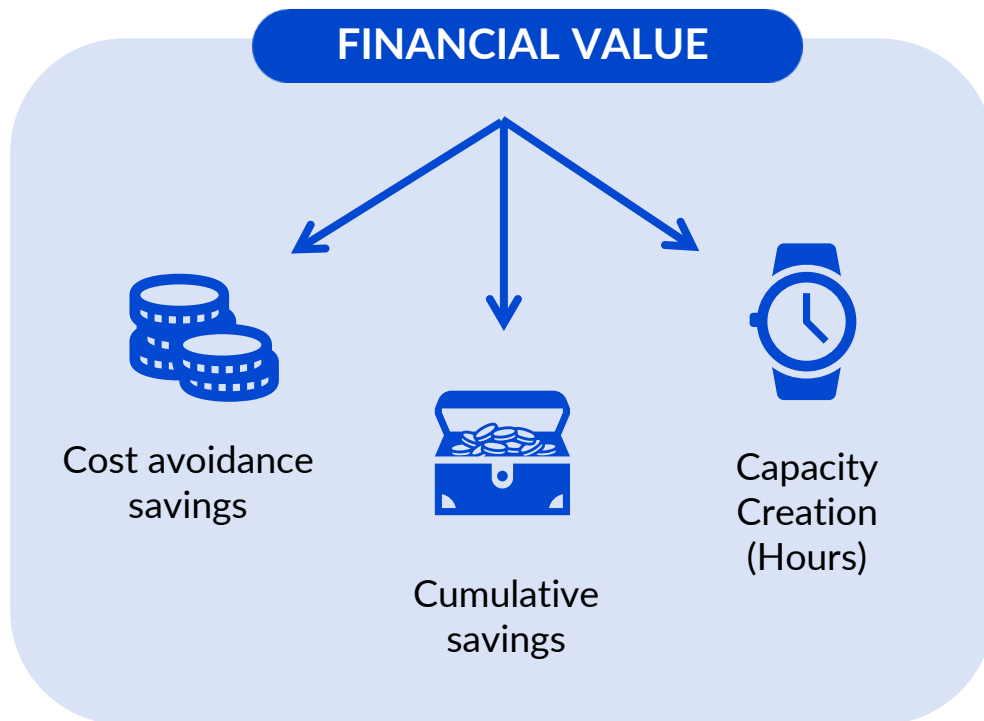 FINANCIAL VALUE
Cost avoidance
savings
Cumulative
savings
Capacity
Creation
(Hours)